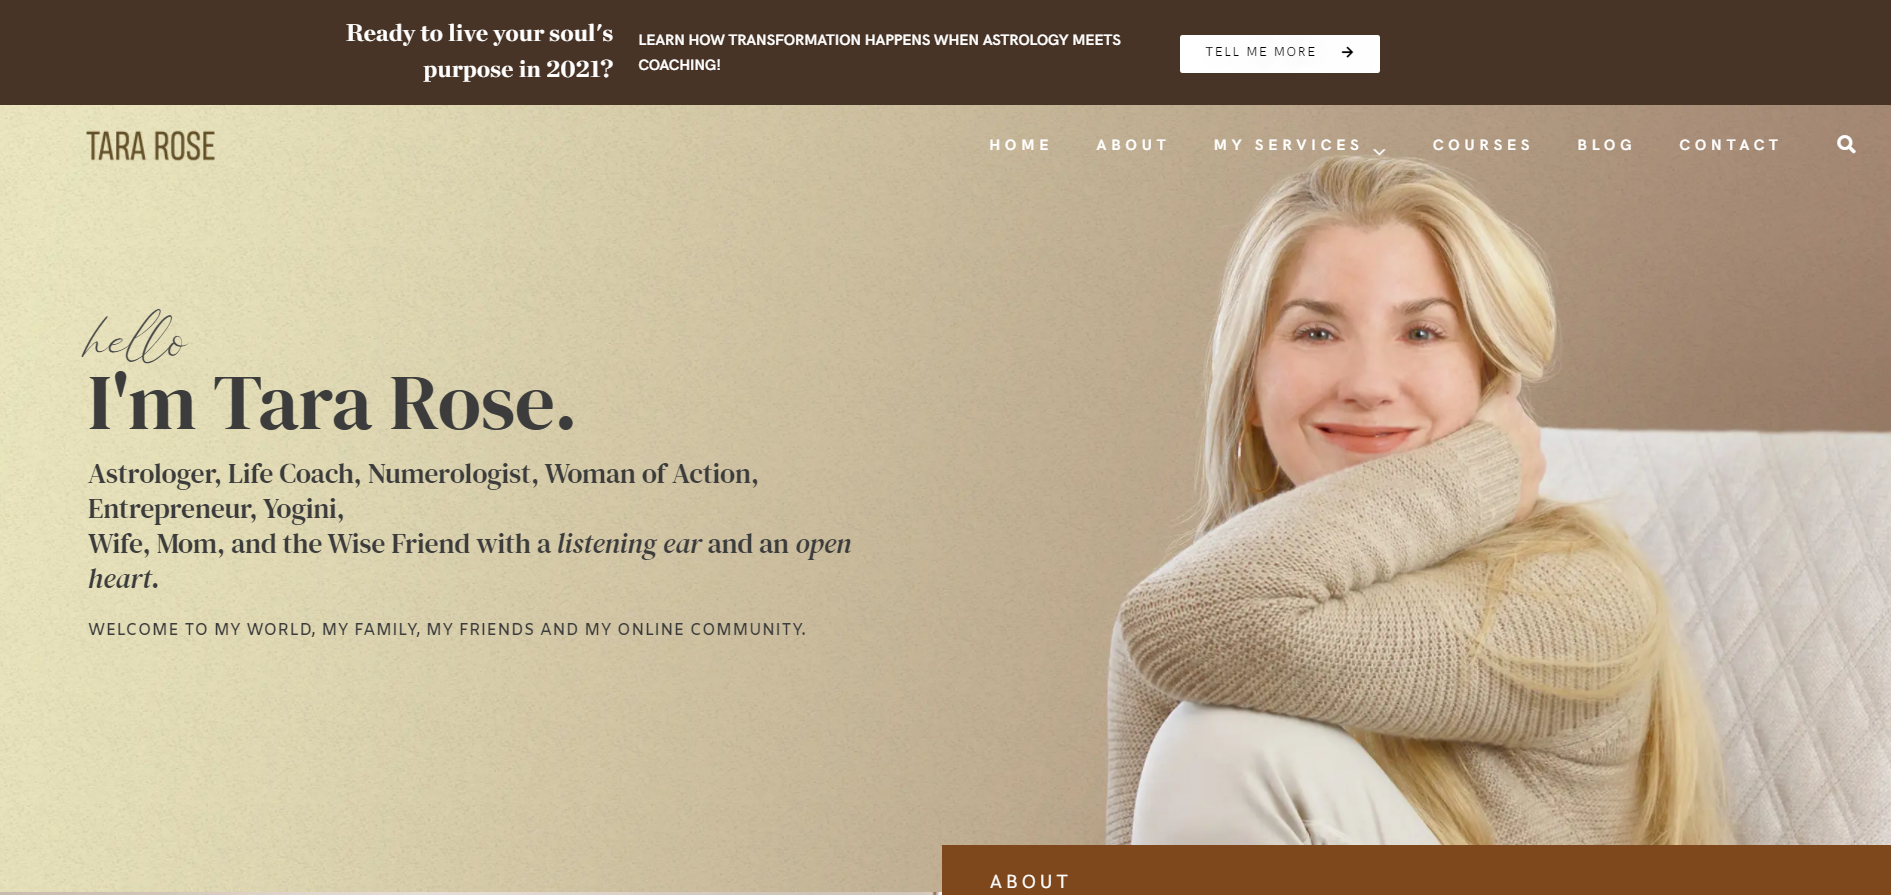 Ready to live your soul's
purpose in 2021?
LEARN HOW TRANSFORMATION HAPPENS WHEN ASTROLOGY MEETS
COACHING!
TELL ME MORE
TARA ROSE
HOME
ABOUT
MY SERVICES
COURSES
BLOG
CONTACT
hello
I'm Tara Rose.
Astrologer, Life Coach, Numerologist, Woman of Action,
Entrepreneur, Yogini,
Wife, Mom, and the Wise Friend with a listening ear and an open
heart.
WELCOME TO MY WORLD, MY FAMILY, MY FRIENDS AND MY ONLINE COMMUNITY.
ABOUT